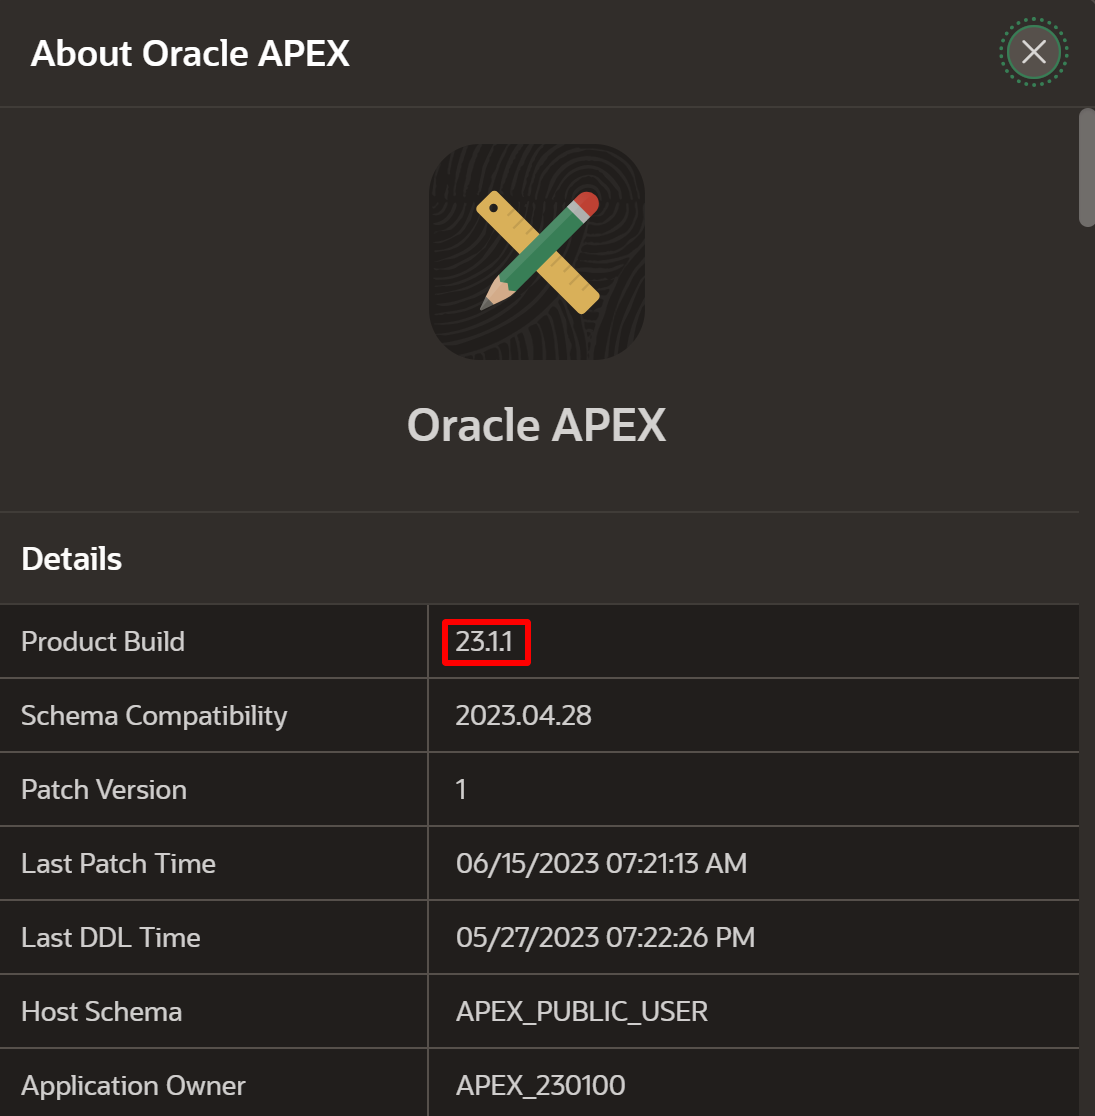 About Oracle APEX
Oracle APEX
Details
Product Build 23.1.1
Schema Compatibility 2023.04.28
Patch Version 1
Last Patch Time 06/15/2023 07:21:13 AM
Last DDL Time 05/27/2023 07:22:26 PM
Host Schema APEX_PUBLIC_USER
Application Owner APEX_230100